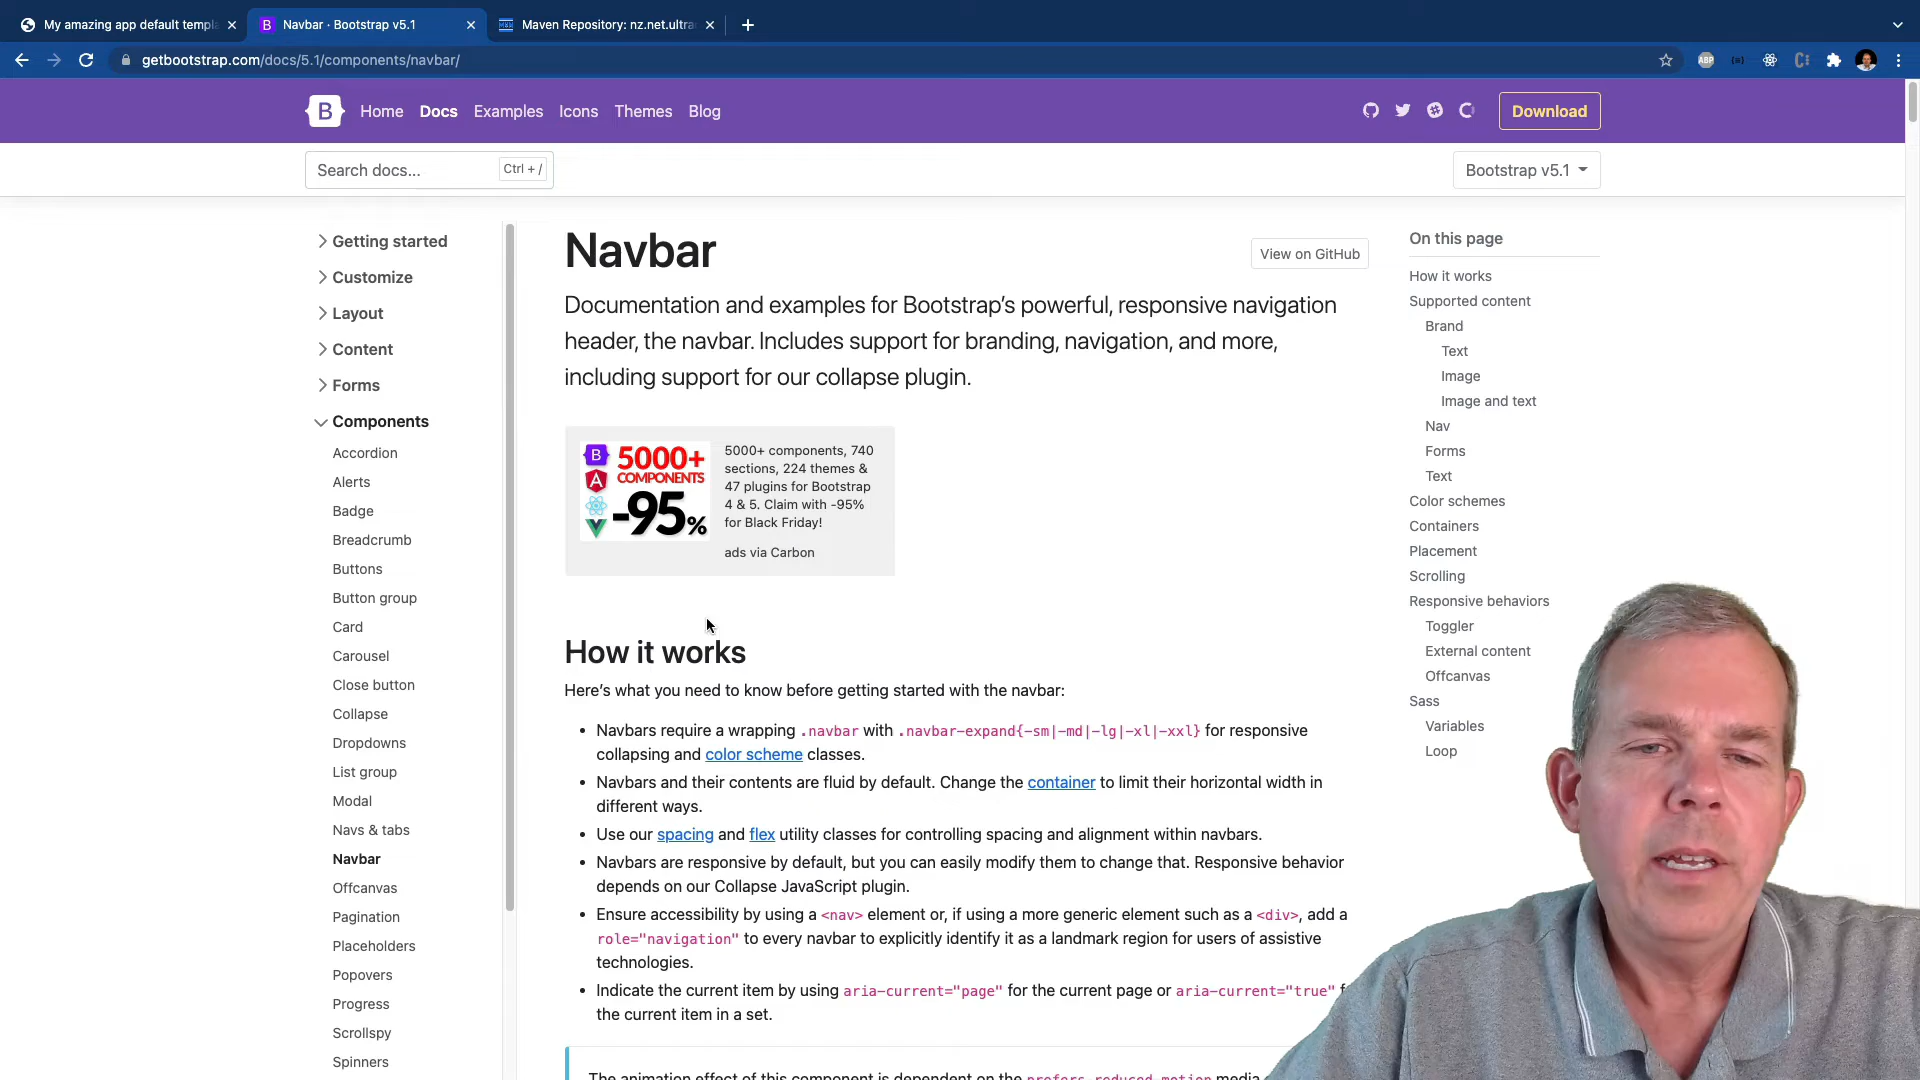 My amazing app default templ
Navbar · Bootstrap v5.1
Maven Repository: nz.net.ultra
getbootstrap.com/docs/5.1/components/navbar/
ABP
B
Home
Docs
Examples
Icons
Themes
Blog
Download
Search docs...
Ctrl + /
Bootstrap v5.1
Getting started
Customize
Layout
Content
Forms
Components
Accordion
Alerts
Badge
Breadcrumb
Buttons
Button group
Card
Carousel
Close button
Collapse
Dropdowns
List group
Modal
Navs & tabs
Navbar
Offcanvas
Pagination
Placeholders
Popovers
Progress
Scrollspy
Spinners
Navbar
View on GitHub
Documentation and examples for Bootstrap's powerful, responsive navigation
header, the navbar. Includes support for branding, navigation, and more,
including support for our collapse plugin.
B
A
5000+
COMPONENTS
-95%
5000+ components, 740
sections, 224 themes &
47 plugins for Bootstrap
4 & 5. Claim with -95%
for Black Friday!
ads via Carbon
How it works
Here's what you need to know before getting started with the navbar:
• Navbars require a wrapping .navbar with .navbar-expand{-sm|-md|-lg|-xl|-xxl} for responsive
collapsing and color scheme classes.
• Navbars and their contents are fluid by default. Change the container to limit their horizontal width in
different ways.
• Use our spacing and flex utility classes for controlling spacing and alignment within navbars.
• Navbars are responsive by default, but you can easily modify them to change that. Responsive behavior
depends on our Collapse JavaScript plugin.
• Ensure accessibility by using a <nav> element or, if using a more generic element such as a <div>, add a
role="navigation" to every navbar to explicitly identify it as a landmark region for users of assistive
technologies.
• Indicate the current item by using aria-current="page" for the current page or aria-current="true" f
the current item in a set.
The animation effect of this component is dependent on the prefers-reduced-motion media
On this page
How it works
Supported content
Brand
Text
Image
Image and text
Nav
Forms
Text
Color schemes
Containers
Placement
Scrolling
Responsive behaviors
Toggler
External content
Offcanvas
Sass
Variables
Loop